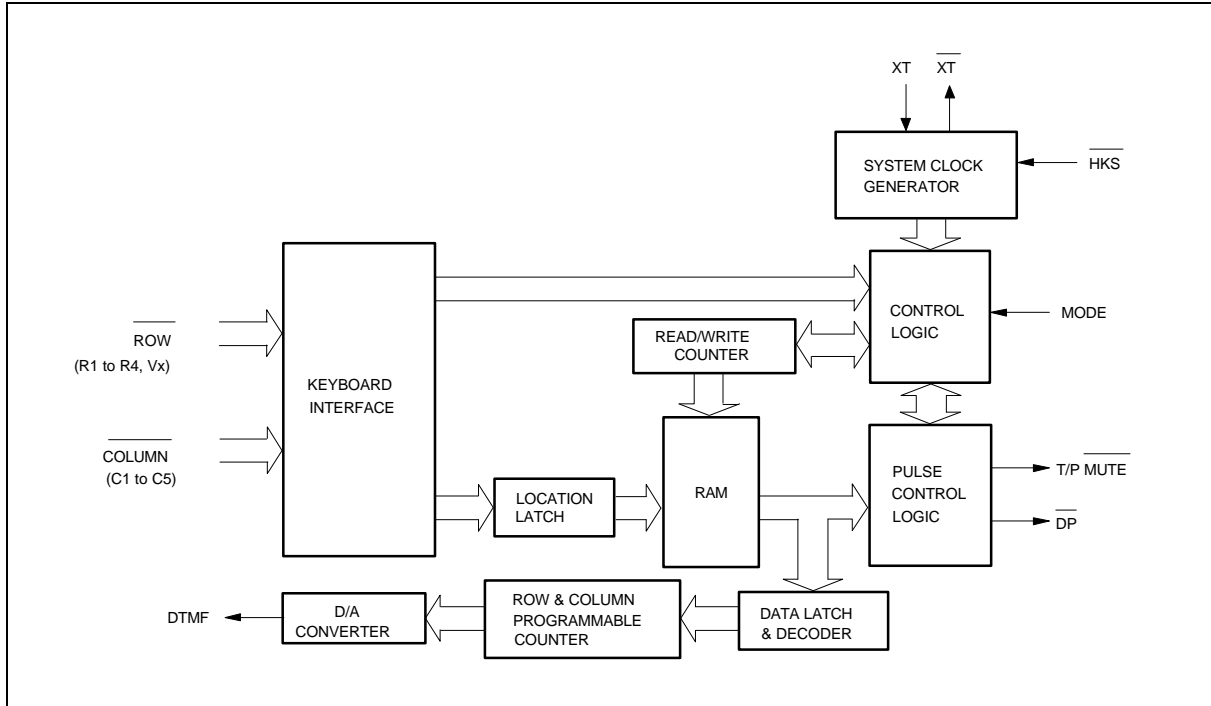 XT XT
SYSTEM CLOCK
GENERATOR
HKS
ROW
(R1 to R4, Vx)
COLUMN
(C1 to C5)
KEYBOARD
INTERFACE
READ/WRITE
COUNTER
CONTROL
LOGIC
MODE
LOCATION
LATCH
RAM
PULSE
CONTROL
LOGIC
T/P MUTE
DP
DTMF
D/A
CONVERTER
ROW & COLUMN
PROGRAMMABLE
COUNTER
DATA LATCH
& DECODER